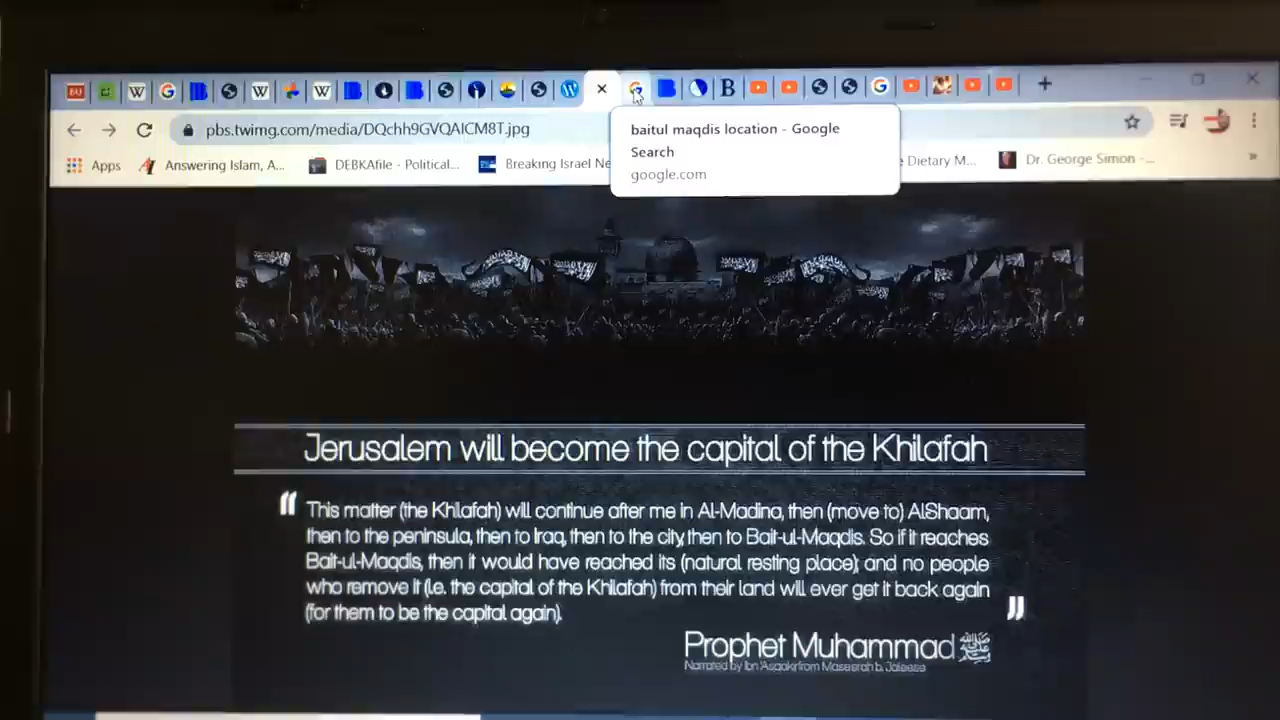 pbs.twimg.com/media/DQchh9GVQAICM8T.jpg
baitul maqdis location - Google
Search
google.com
Apps
Answering Islam, A...
DEBKAfile - Political...
Breaking Israel Ne
e Dietary M...
Dr. George Simon -...
Jerusalem will become the capital of the Khilafah
" This matter (the Khilafah) will continue after me in Al-Madina, then (move to) AlShaam,
then to the peninsula, then to Iraq, then to the city, then to Bait-ul-Maqdis. So if it reaches
Bait-ul-Maqdis, then it would have reached its (natural resting place); and no people
who remove it (i.e. the capital of the Khilafah) from their land will ever get it back again
(for them to be the capital again). "
Prophet Muhammad ﷺ
Narrated by Ibn 'Asaakir from Maseerah b. Jaleese